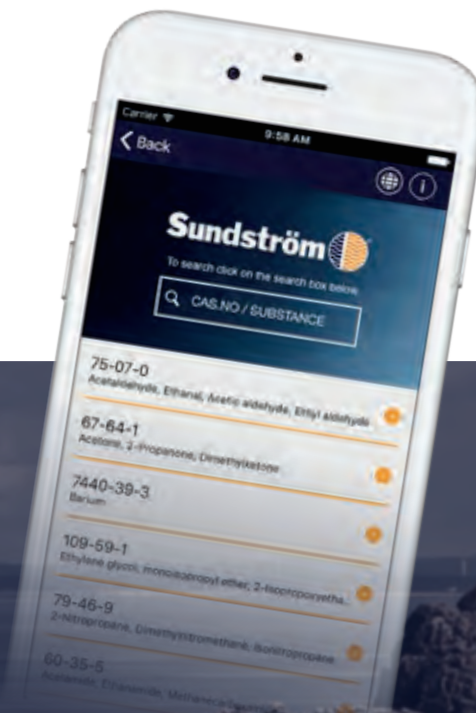 Carrier 9:58 AM
Back
i
Sundström
To search click on the search box below.
CAS.NO / SUBSTANCE
75-07-0
Acetaldehyde, Ethanal, Acetic aldehyde, Ethyl aldehyde
67-64-1
Acetone, 2-Propanone, Dimethylketone
7440-39-3
Barium
109-59-1
Ethylene glycol, monoisopropyl ether, 2-Isopropoxyetha...
79-46-9
2-Nitropropane, Dimethylnitromethane, Isonitropropane
60-35-5
Acetamide, Ethanamide,